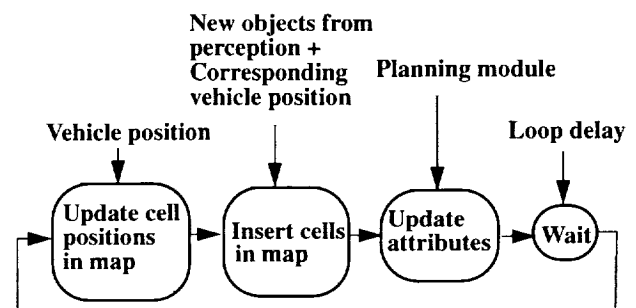 New objects from
perception +
Corresponding
vehicle position
Planning module
Vehicle position
Loop delay
Update cell
positions
in map
Insert cells
in map
Update
attributes
Wait